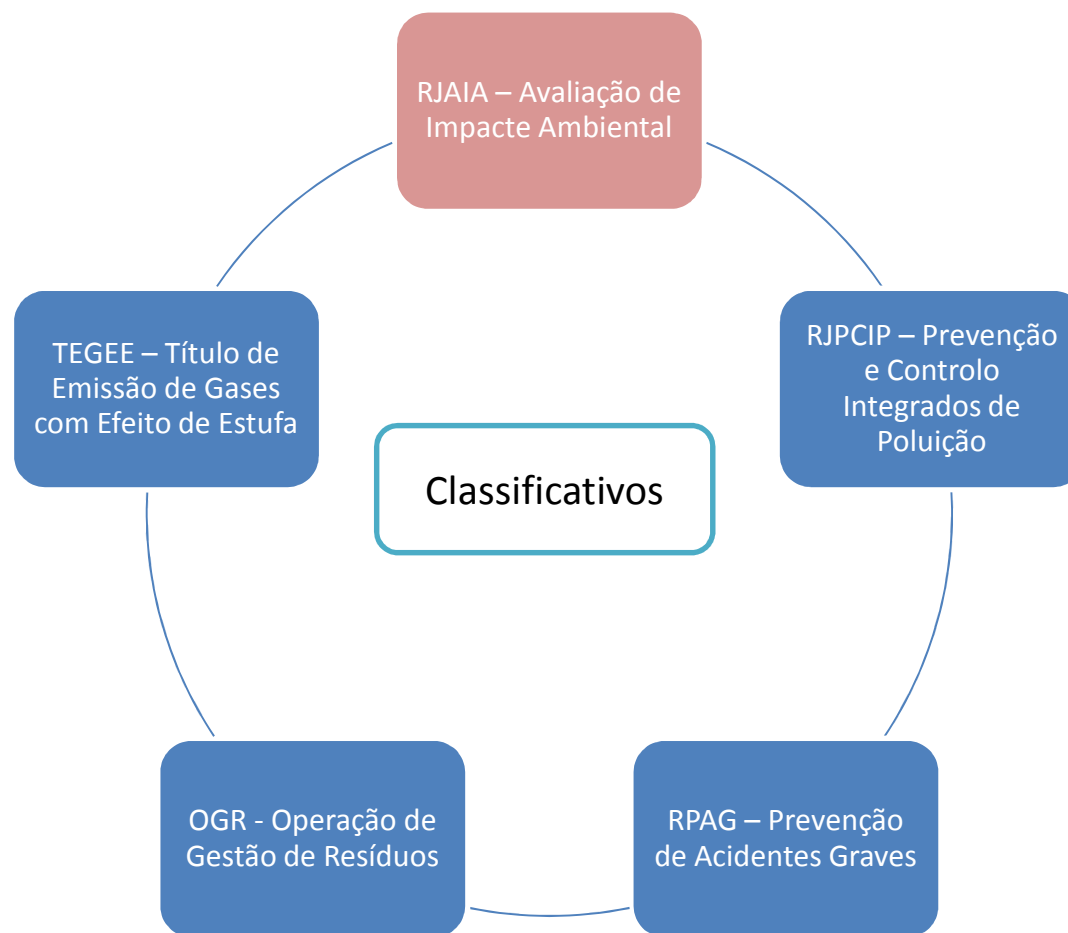 RJAIA – Avaliação de
Impacte Ambiental
TEGEE – Título de
Emissão de Gases
com Efeito de Estufa
RJPCIP – Prevenção
e Controlo
Integrados de
Poluição
Classificativos
OGR - Operação de
Gestão de Resíduos
RPAG – Prevenção
de Acidentes Graves